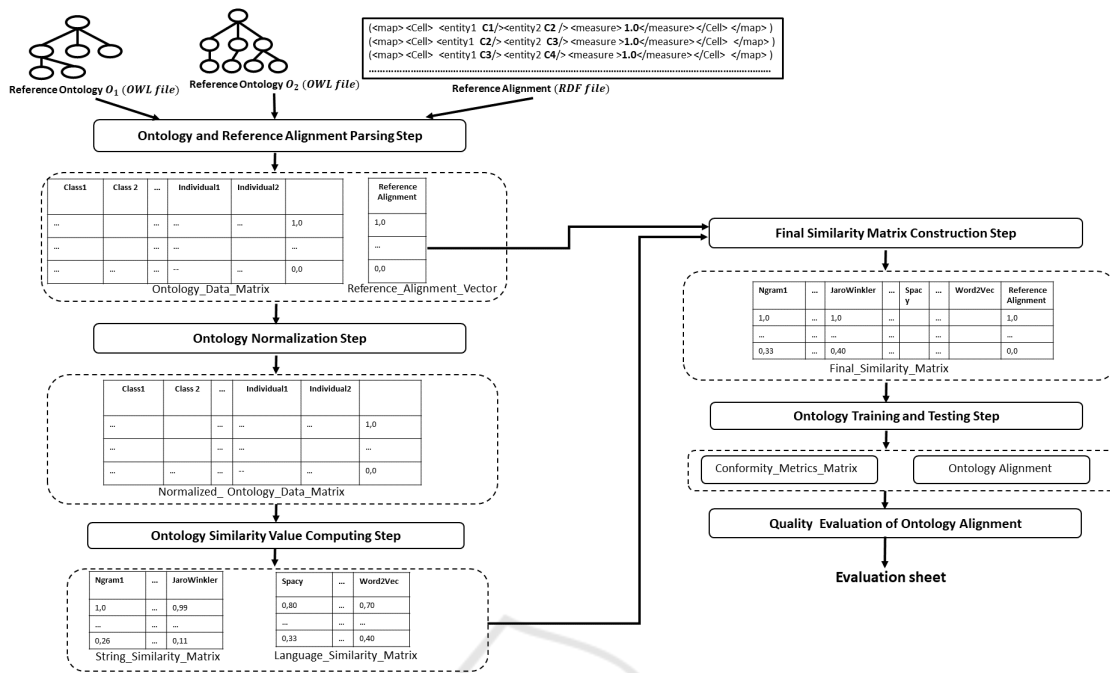 (<map> <Cell> <entity1 C1/><entity2 C2 /> <measure> 1.0</measure></Cell> </map> )
(<map> <Cell> <entity1 C2/><entity2 C3/> <measure >1.0</measure></Cell> </map> )
(<map> <Cell> <entity1 C3/><entity2 C4/> <measure >1.0</measure></Cell> </map> )
Reference Ontology O1 (OWL file)
Reference Ontology O2 (OWL file)
Reference Alignment (RDF file)
Ontology and Reference Alignment Parsing Step
Class1 Class 2 ... Individual1 Individual2
... ... ... ... 1,0
... ... ...
... ... ... -- ... 0,0
Ontology_Data_Matrix
Reference
Alignment
1,0
...
0,0
Reference_Alignment_Vector
Ontology Normalization Step
Class1 Class 2 ... Individual1 Individual2
... ... ... ... 1,0
... ... ...
... ... ... -- ... 0,0
Normalized_ Ontology_Data_Matrix
Ontology Similarity Value Computing Step
Ngram1 ... JaroWinkler
1,0 ... 0,99
... ... ...
0,26 ... 0,11
String_Similarity_Matrix
Spacy ... Word2Vec
0,80 ... 0,70
... ... ...
0,33 ... 0,40
Language_Similarity_Matrix
Final Similarity Matrix Construction Step
Ngram1 ... JaroWinkler ... Spac
y ... Word2Vec Reference
Alignment
1,0 ... 1,0 ... ... 1,0
... ... ... ... ... ...
0,33 ... 0,40 ... ... 0,0
Final_Similarity_Matrix
Ontology Training and Testing Step
Conformity_Metrics_Matrix
Ontology Alignment
Quality Evaluation of Ontology Alignment
Evaluation sheet